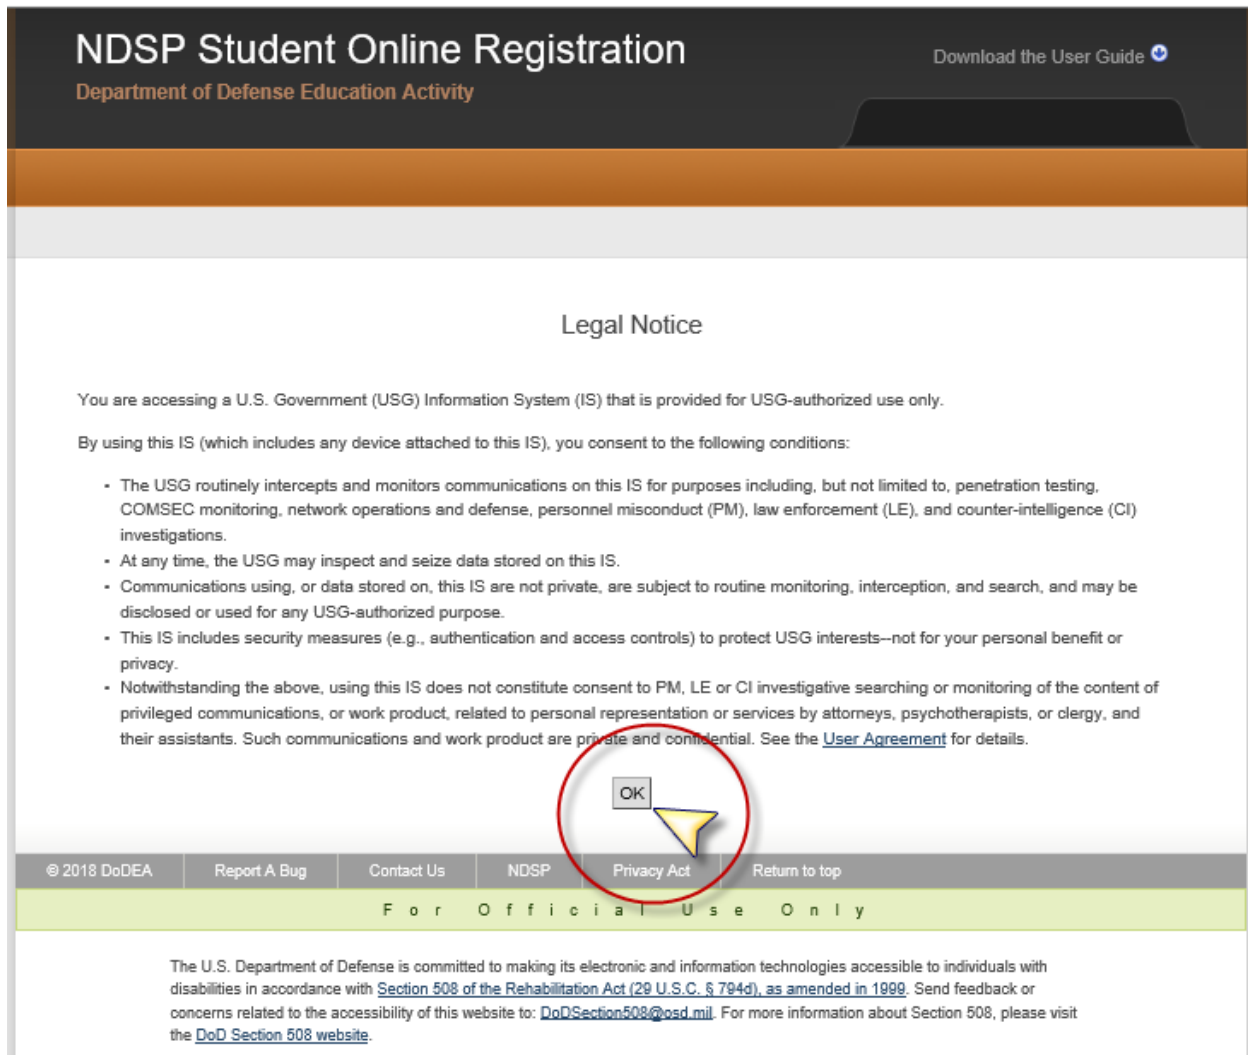 NDSP Student Online Registration
Download the User Guide
Department of Defense Education Activity
Legal Notice
You are accessing a U.S. Government (USG) Information System (IS) that is provided for USG-authorized use only.
By using this IS (which includes any device attached to this IS), you consent to the following conditions:
- The USG routinely intercepts and monitors communications on this IS for purposes including, but not limited to, penetration testing,
COMSEC monitoring, network operations and defense, personnel misconduct (PM), law enforcement (LE), and counter-intelligence (CI)
investigations.
- At any time, the USG may inspect and seize data stored on this IS.
- Communications using, or data stored on, this IS are not private, are subject to routine monitoring, interception, and search, and may be
disclosed or used for any USG-authorized purpose.
- This IS includes security measures (e.g., authentication and access controls) to protect USG interests--not for your personal benefit or
privacy.
- Notwithstanding the above, using this IS does not constitute consent to PM, LE or CI investigative searching or monitoring of the content of
privileged communications, or work product, related to personal representation or services by attorneys, psychotherapists, or clergy, and
their assistants. Such communications and work product are private and confidential. See the User Agreement for details.
OK
© 2018 DoDEA Report A Bug Contact Us NDSP Privacy Act Return to top
For Official Use Only
The U.S. Department of Defense is committed to making its electronic and information technologies accessible to individuals with
disabilities in accordance with Section 508 of the Rehabilitation Act (29 U.S.C. § 794d), as amended in 1999. Send feedback or
concerns related to the accessibility of this website to: DoDSection508@osd.mil. For more information about Section 508, please visit
the DoD Section 508 website.